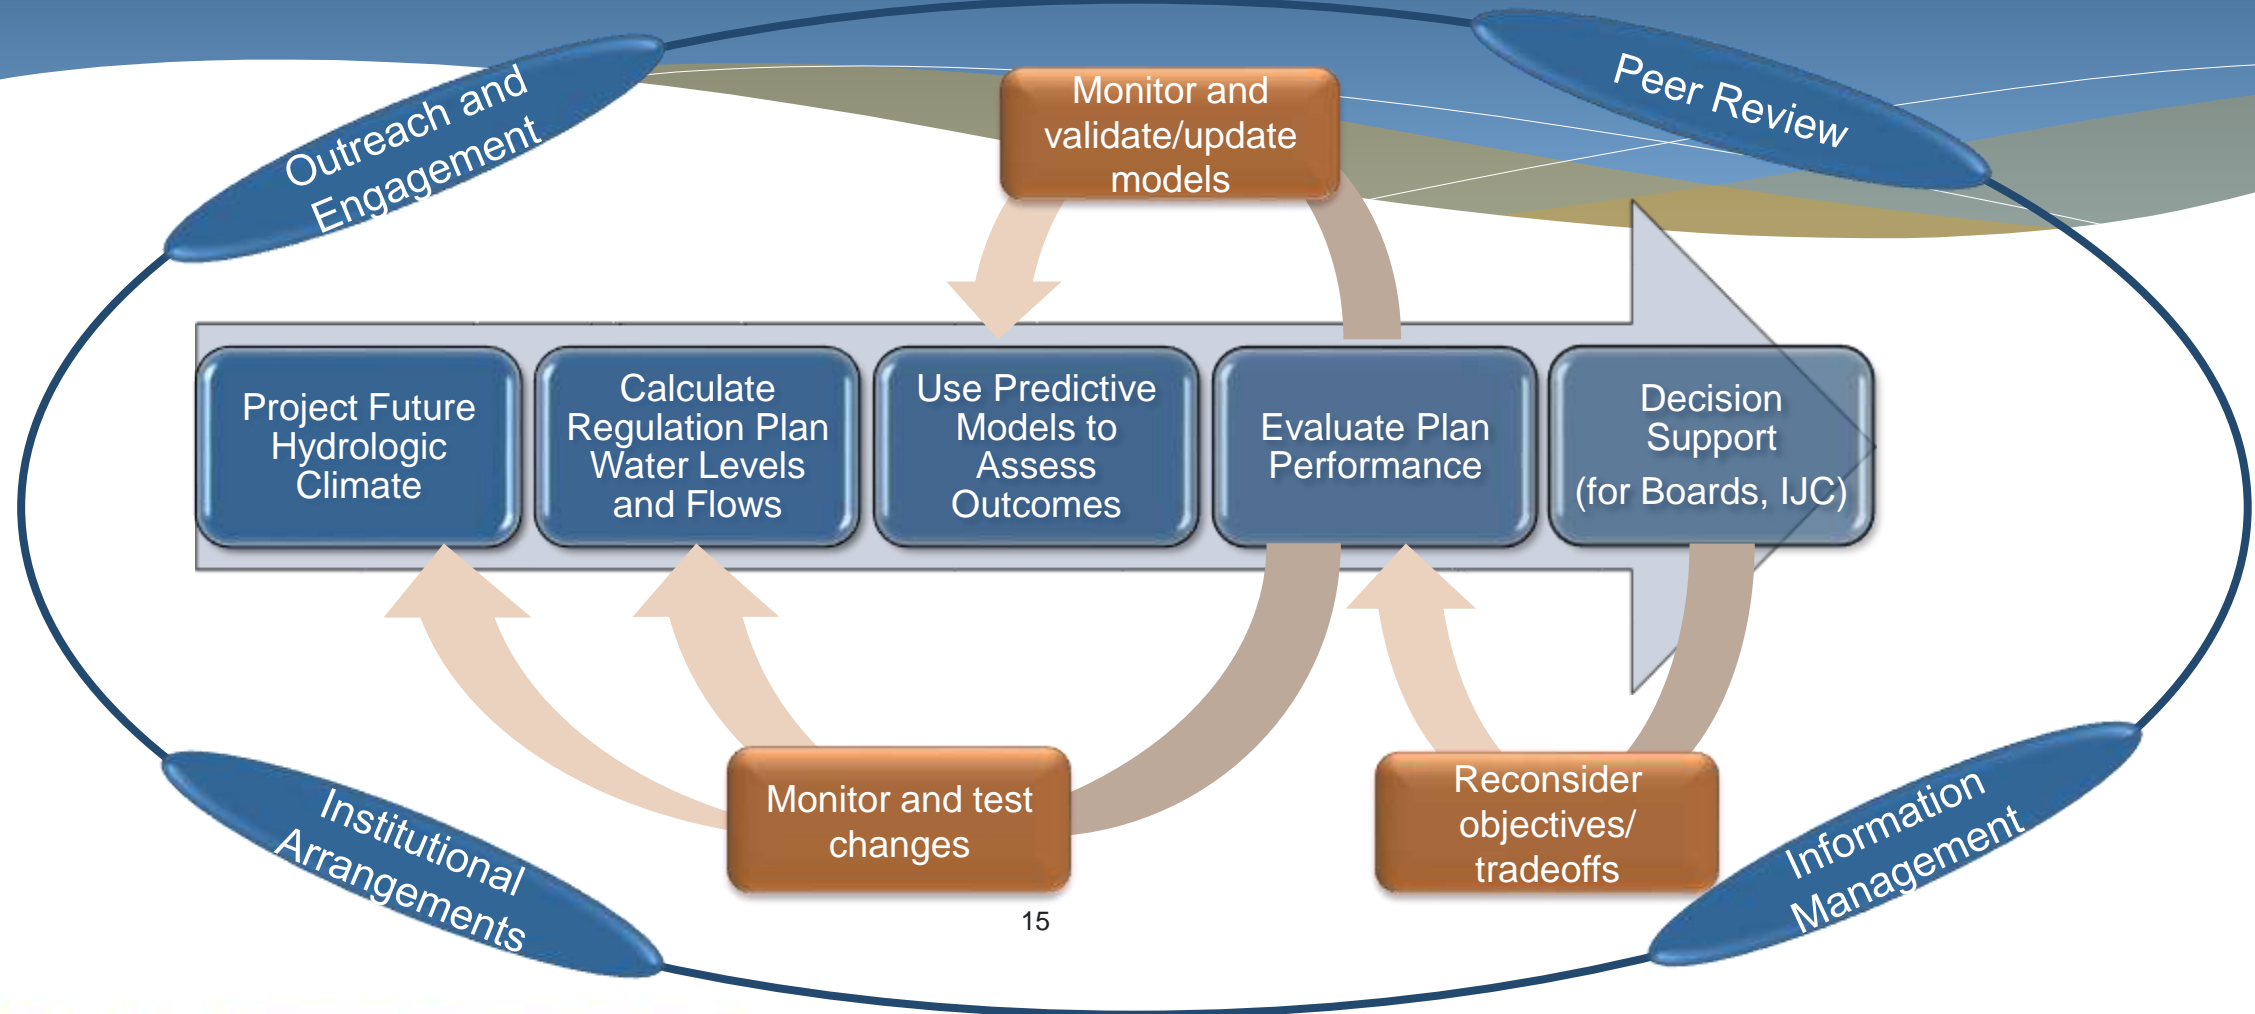 Outreach and
Engagement
Peer Review
Monitor and
validate/update
models
Project Future
Hydrologic
Climate
Calculate
Regulation Plan
Water Levels
and Flows
Use Predictive
Models to
Assess
Outcomes
Evaluate Plan
Performance
Decision
Support
(for Boards, IJC)
Monitor and test
changes
Reconsider
objectives/
tradeoffs
Institutional
Arrangements
Information
Management
15